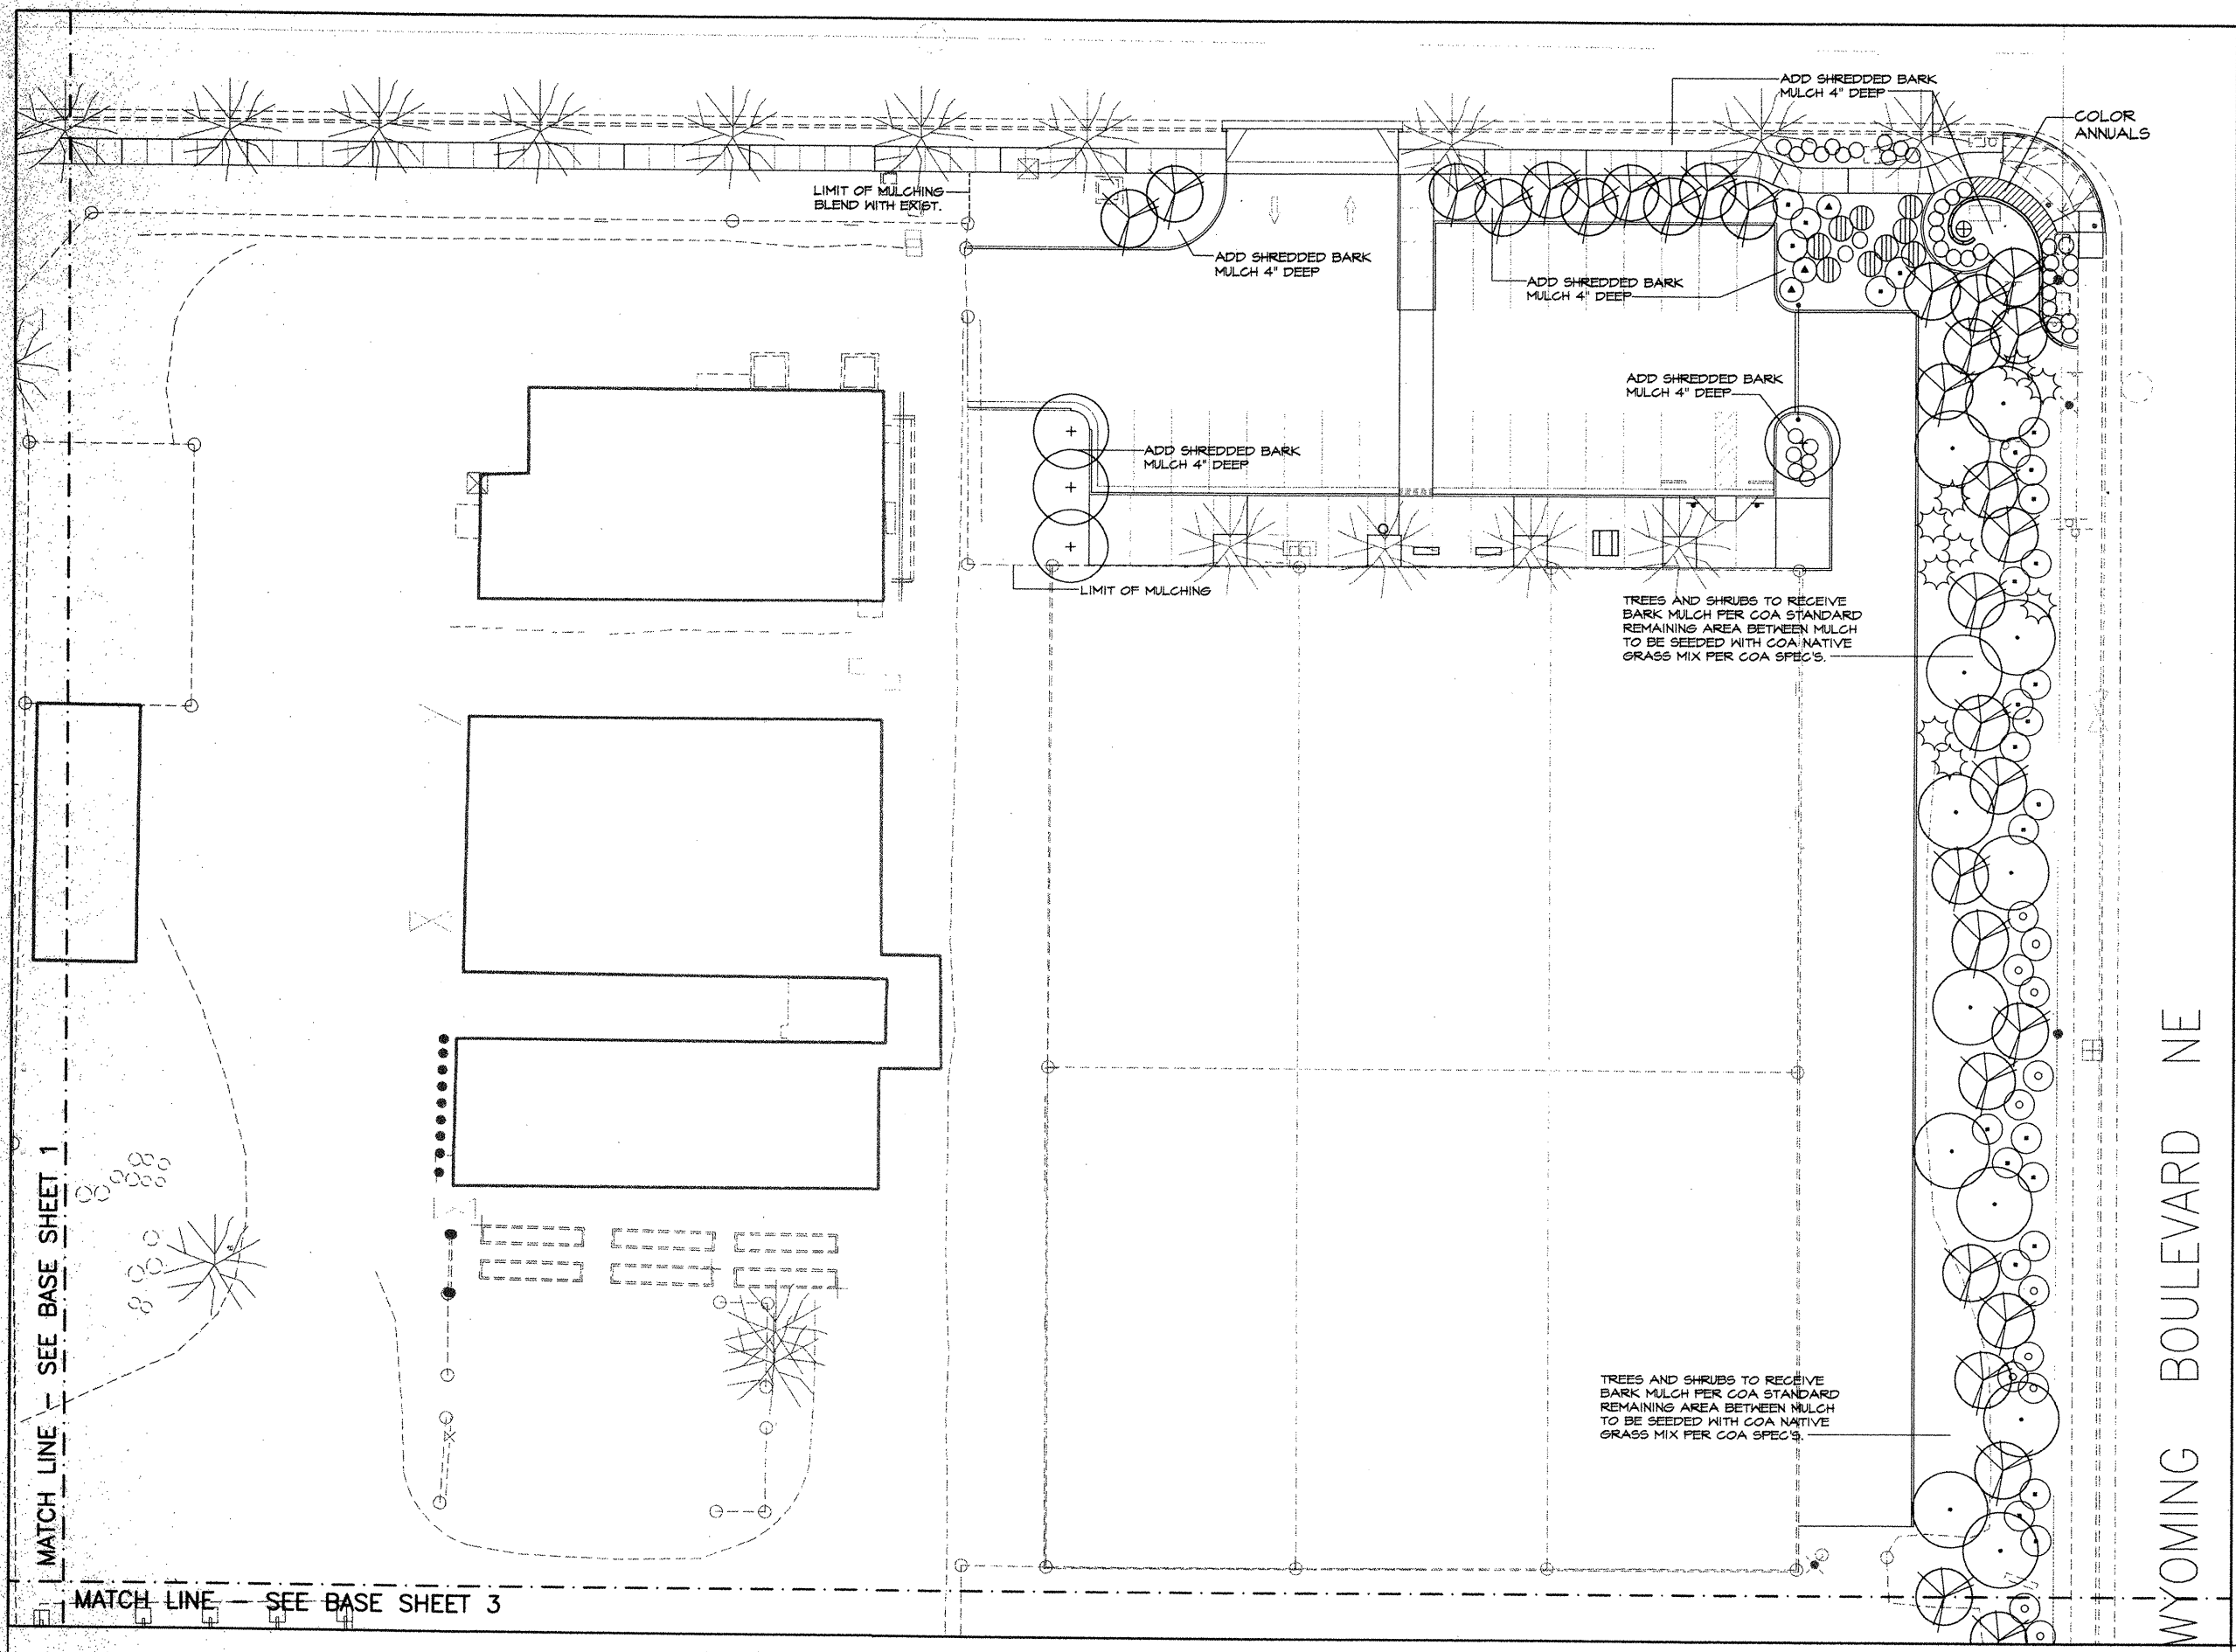 ADD SHREDDED BARK
MULCH 4" DEEP
COLOR
ANNUALS
LIMIT OF MULCHING
BLEND WITH EXIST.
ADD SHREDDED BARK
MULCH 4" DEEP
ADD SHREDDED BARK
MULCH 4" DEEP
ADD SHREDDED BARK
MULCH 4" DEEP
ADD SHREDDED BARK
MULCH 4" DEEP
LIMIT OF MULCHING
TREES AND SHRUBS TO RECEIVE
BARK MULCH PER COA STANDARD
REMAINING AREA BETWEEN MULCH
TO BE SEEDED WITH COA NATIVE
GRASS MIX PER COA SPEC'S.
TREES AND SHRUBS TO RECEIVE
BARK MULCH PER COA STANDARD
REMAINING AREA BETWEEN MULCH
TO BE SEEDED WITH COA NATIVE
GRASS MIX PER COA SPEC'S.
MATCH LINE - SEE BASE SHEET 1
MATCH LINE - SEE BASE SHEET 3
WYOMING BOULEVARD NE